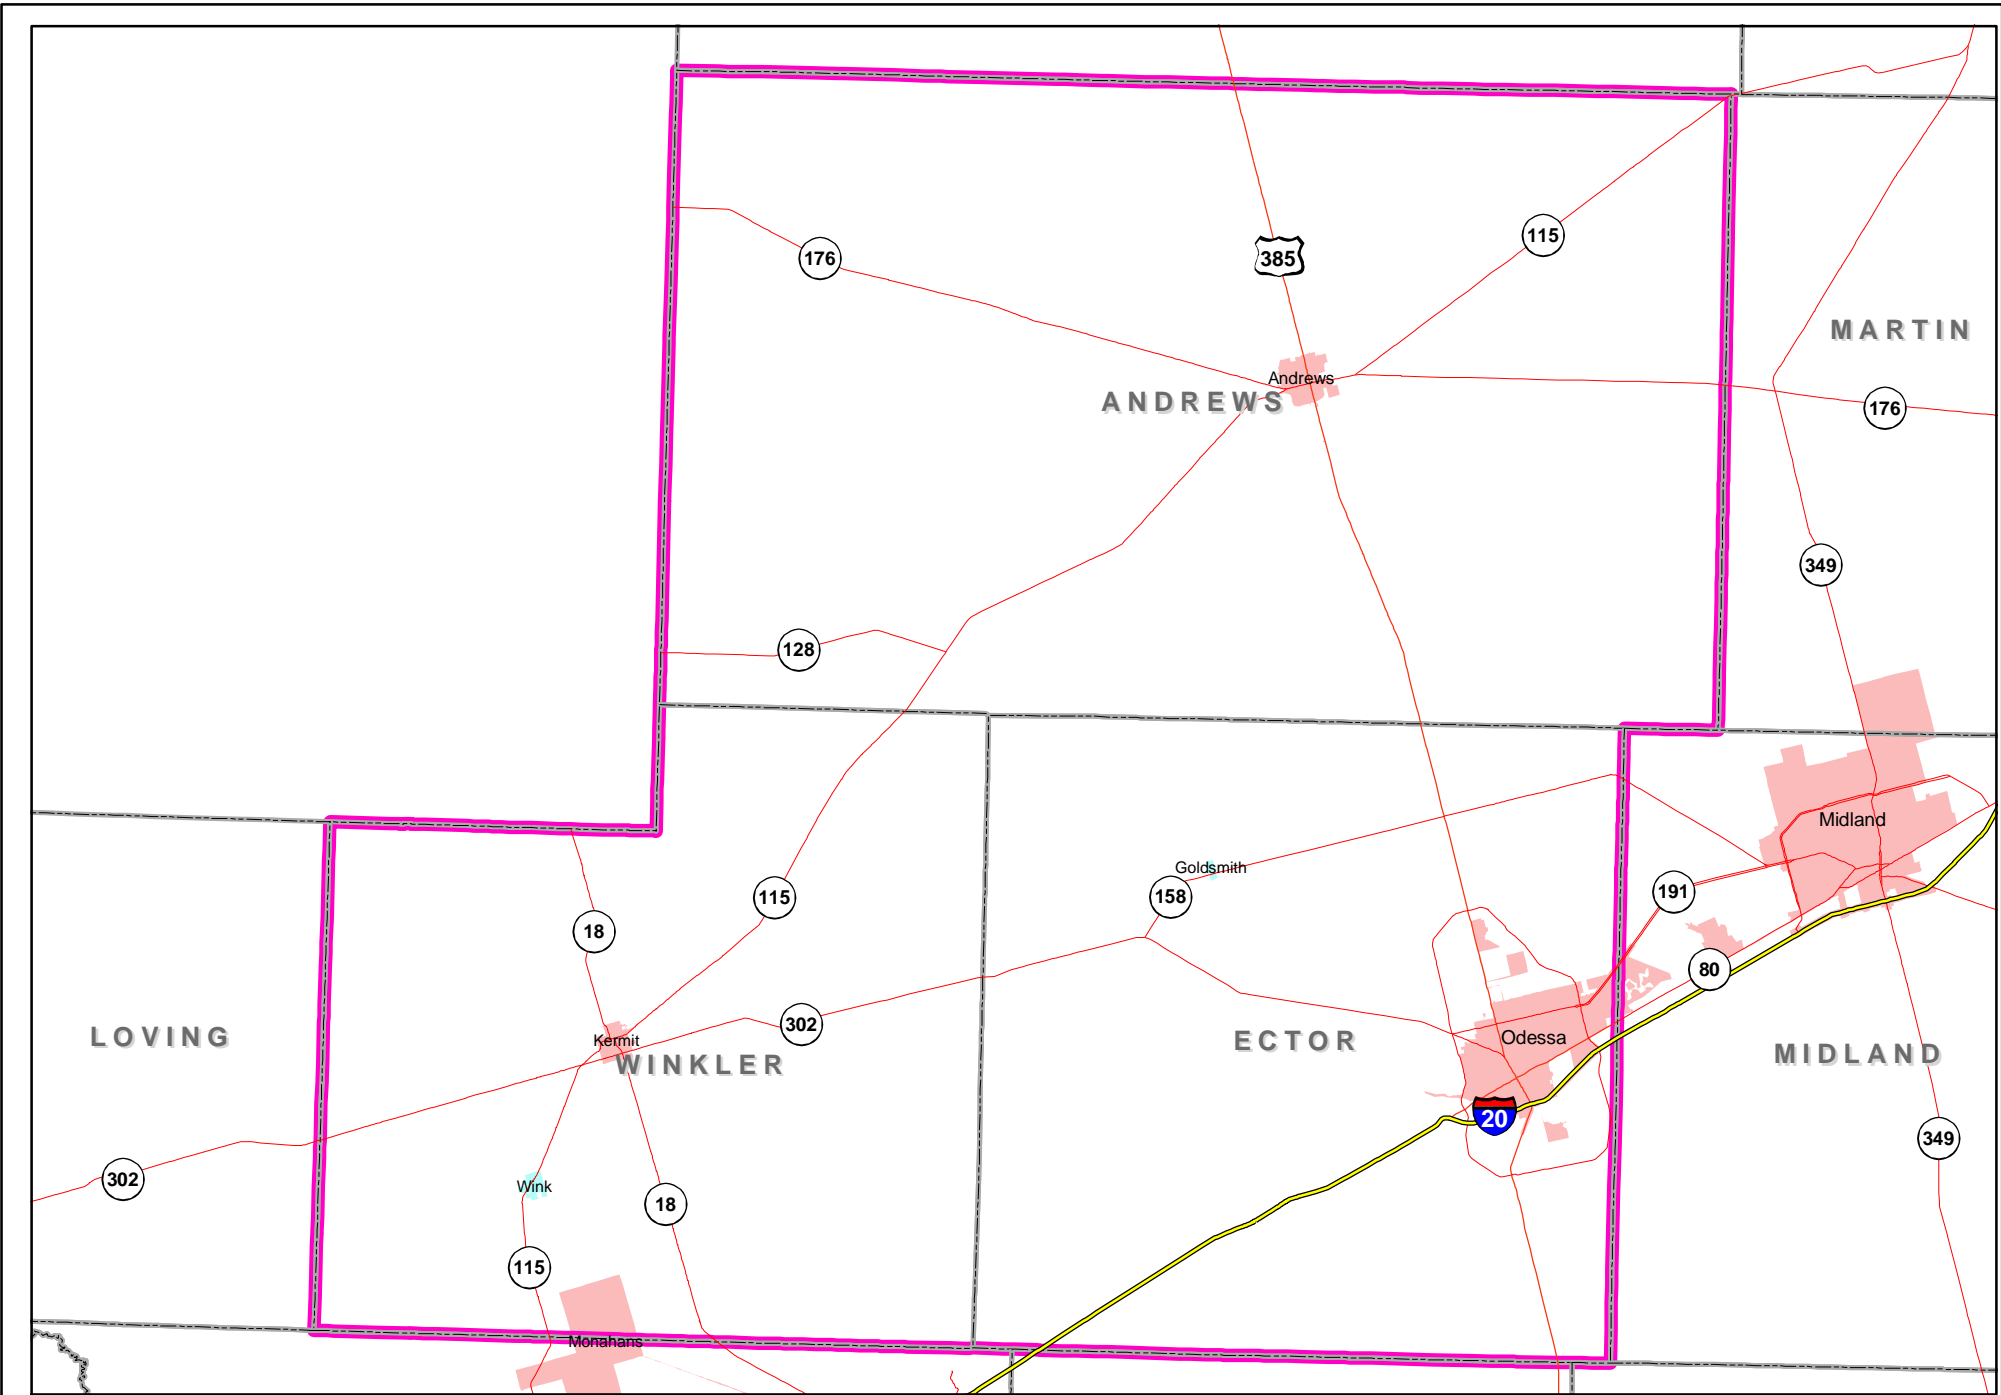 115
385
176
MARTIN
Andrews
ANDREWS
176
349
128
Midland
Goldsmith
191
115
158
18
80
302
LOVING
Kermit
ECTOR
Odessa
WINKLER
MIDLAND
20
349
302
Wink
18
115
Monahans